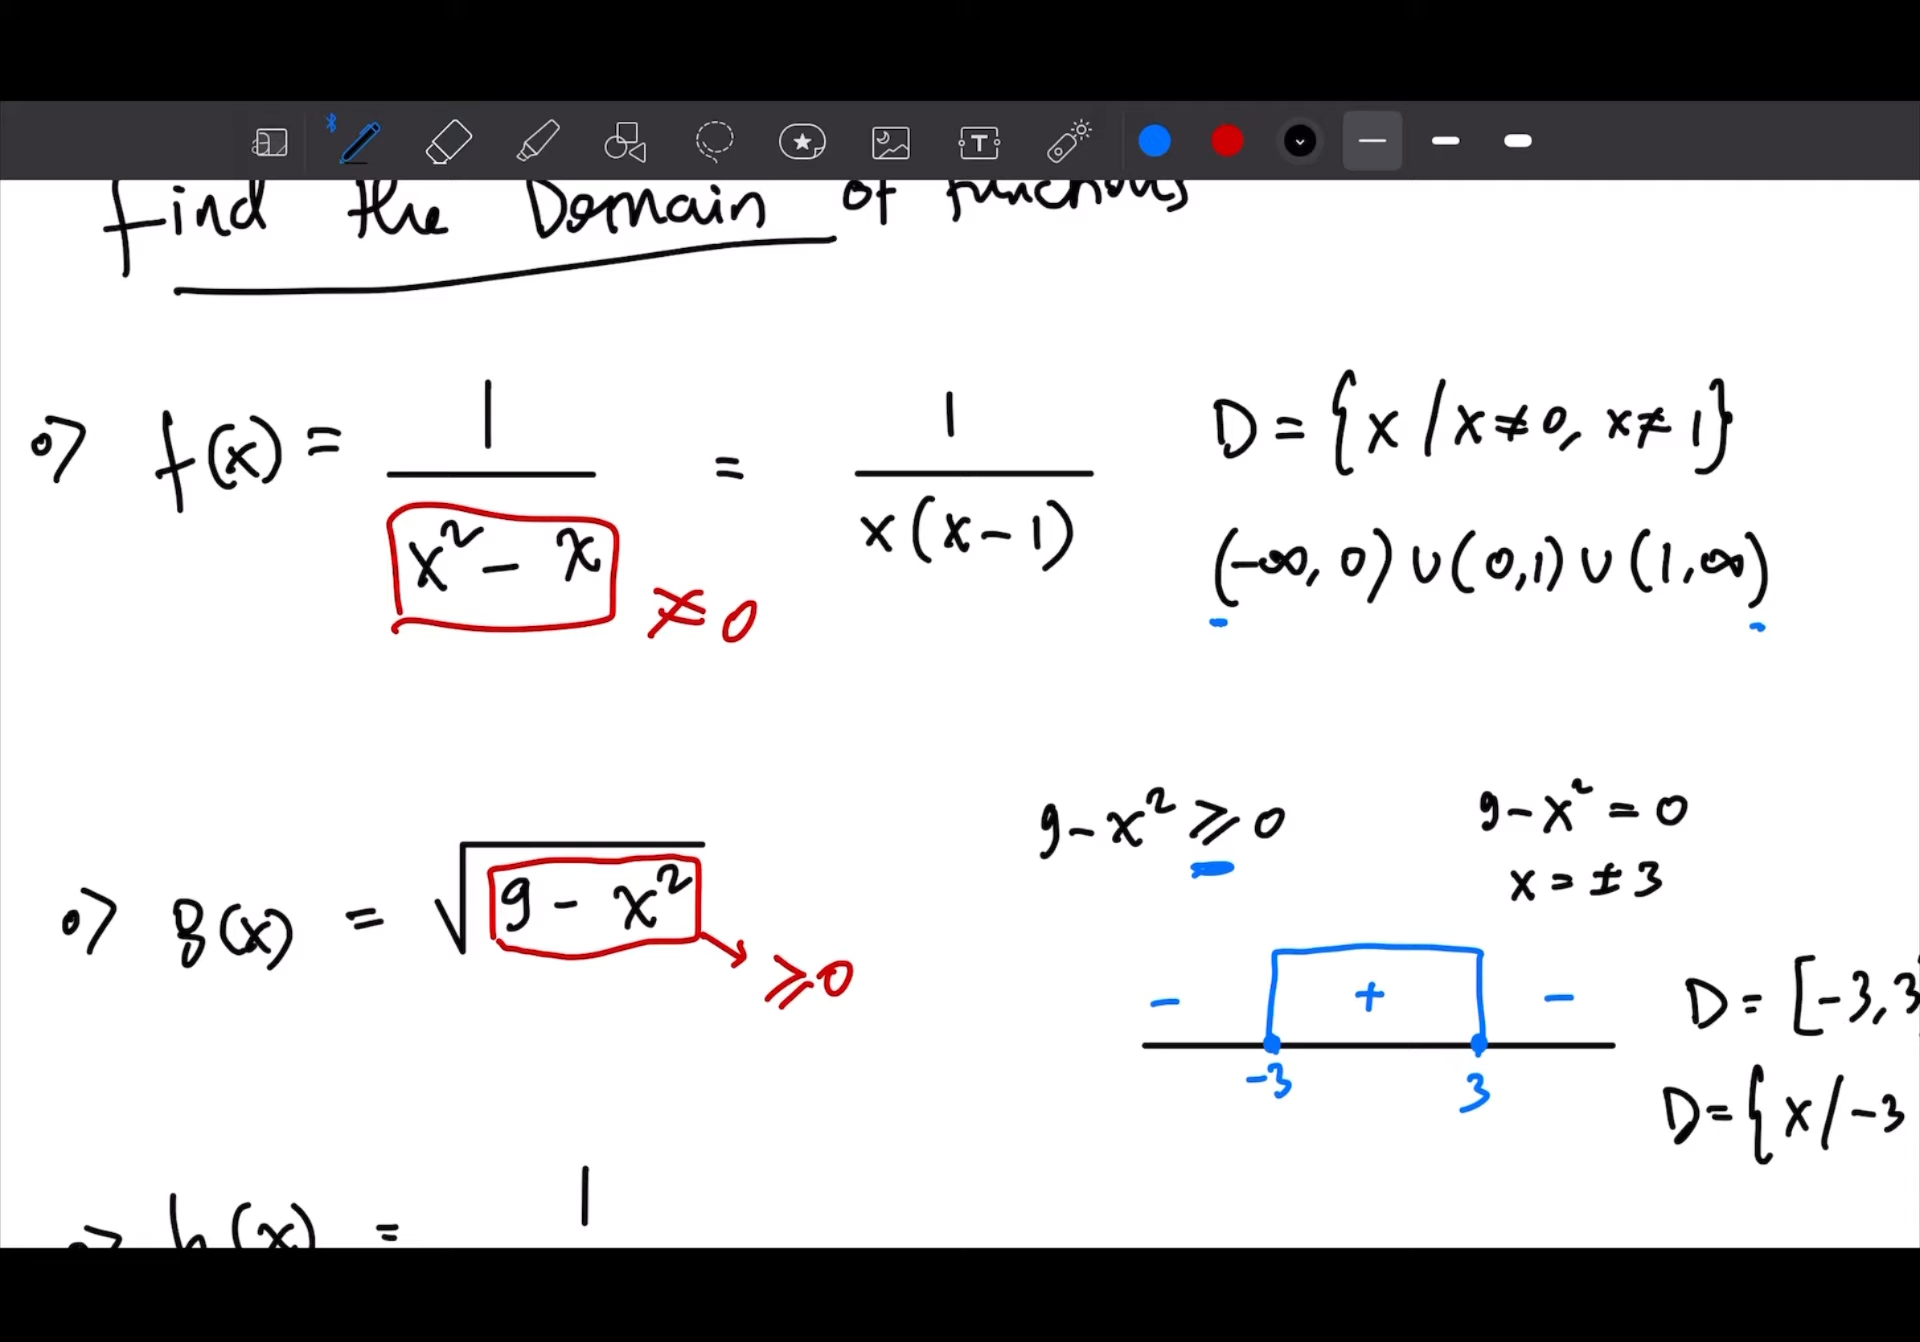 find the Domain of functions
f(x) = 1 / (x² - x) = 1 / (x(x-1))
≠ 0
D = {x / x≠0, x≠1}
(-∞, 0) ∪ (0,1) ∪ (1,∞)
g(x) = √(9 - x²)
≥0
9-x² ≥ 0
9-x² = 0
x = ±3
- + -
-3 3
D = [-3,3
D = {x/-3
h(x) = 1